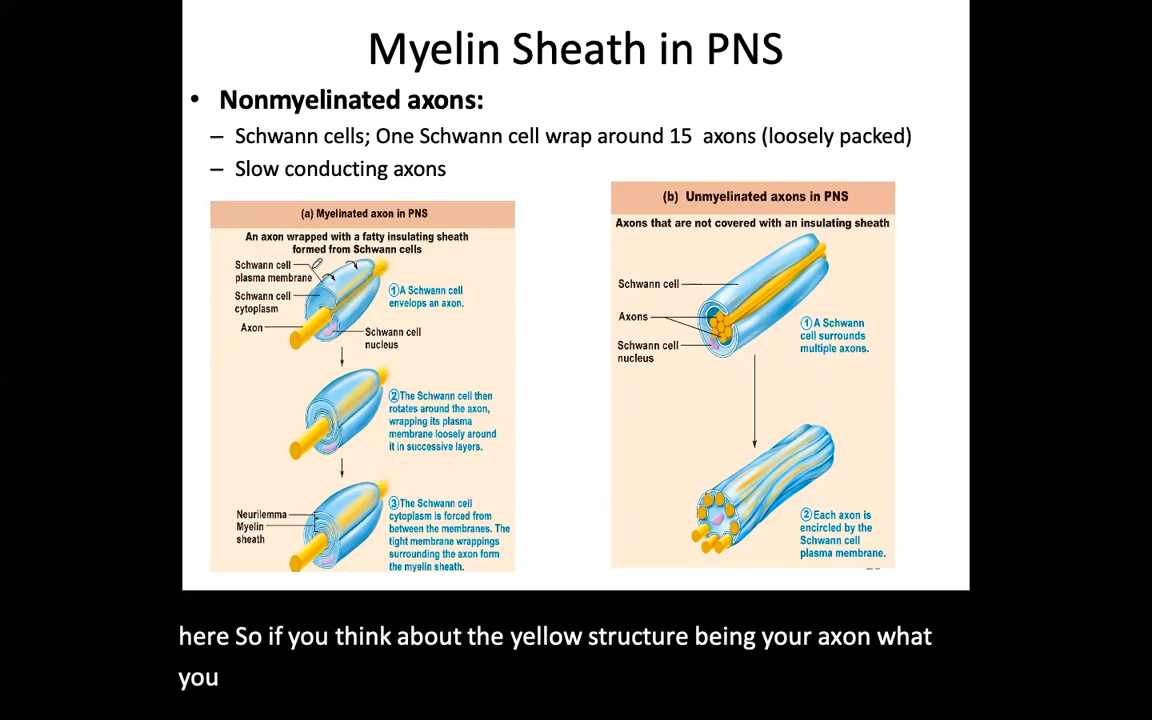 Myelin Sheath in PNS
• Nonmyelinated axons:
– Schwann cells; One Schwann cell wrap around 15 axons (loosely packed)
– Slow conducting axons
(a) Myelinated axon in PNS
An axon wrapped with a fatty insulating sheath
formed from Schwann cells
Schwann cell
plasma membrane
Schwann cell
cytoplasm
Axon
① A Schwann cell
envelops an axon.
Schwann cell
nucleus
② The Schwann cell then
rotates around the axon,
wrapping its plasma
membrane loosely around
it in successive layers.
Neurilemma
Myelin
sheath
③ The Schwann cell
cytoplasm is forced from
between the membranes. The
tight membrane wrappings
surrounding the axon form
the myelin sheath.
(b) Unmyelinated axons in PNS
Axons that are not covered with an insulating sheath
Schwann cell
Axons
Schwann cell
nucleus
① A Schwann
cell surrounds
multiple axons.
② Each axon is
encircled by the
Schwann cell
plasma membrane.
here So if you think about the yellow structure being your axon what
you